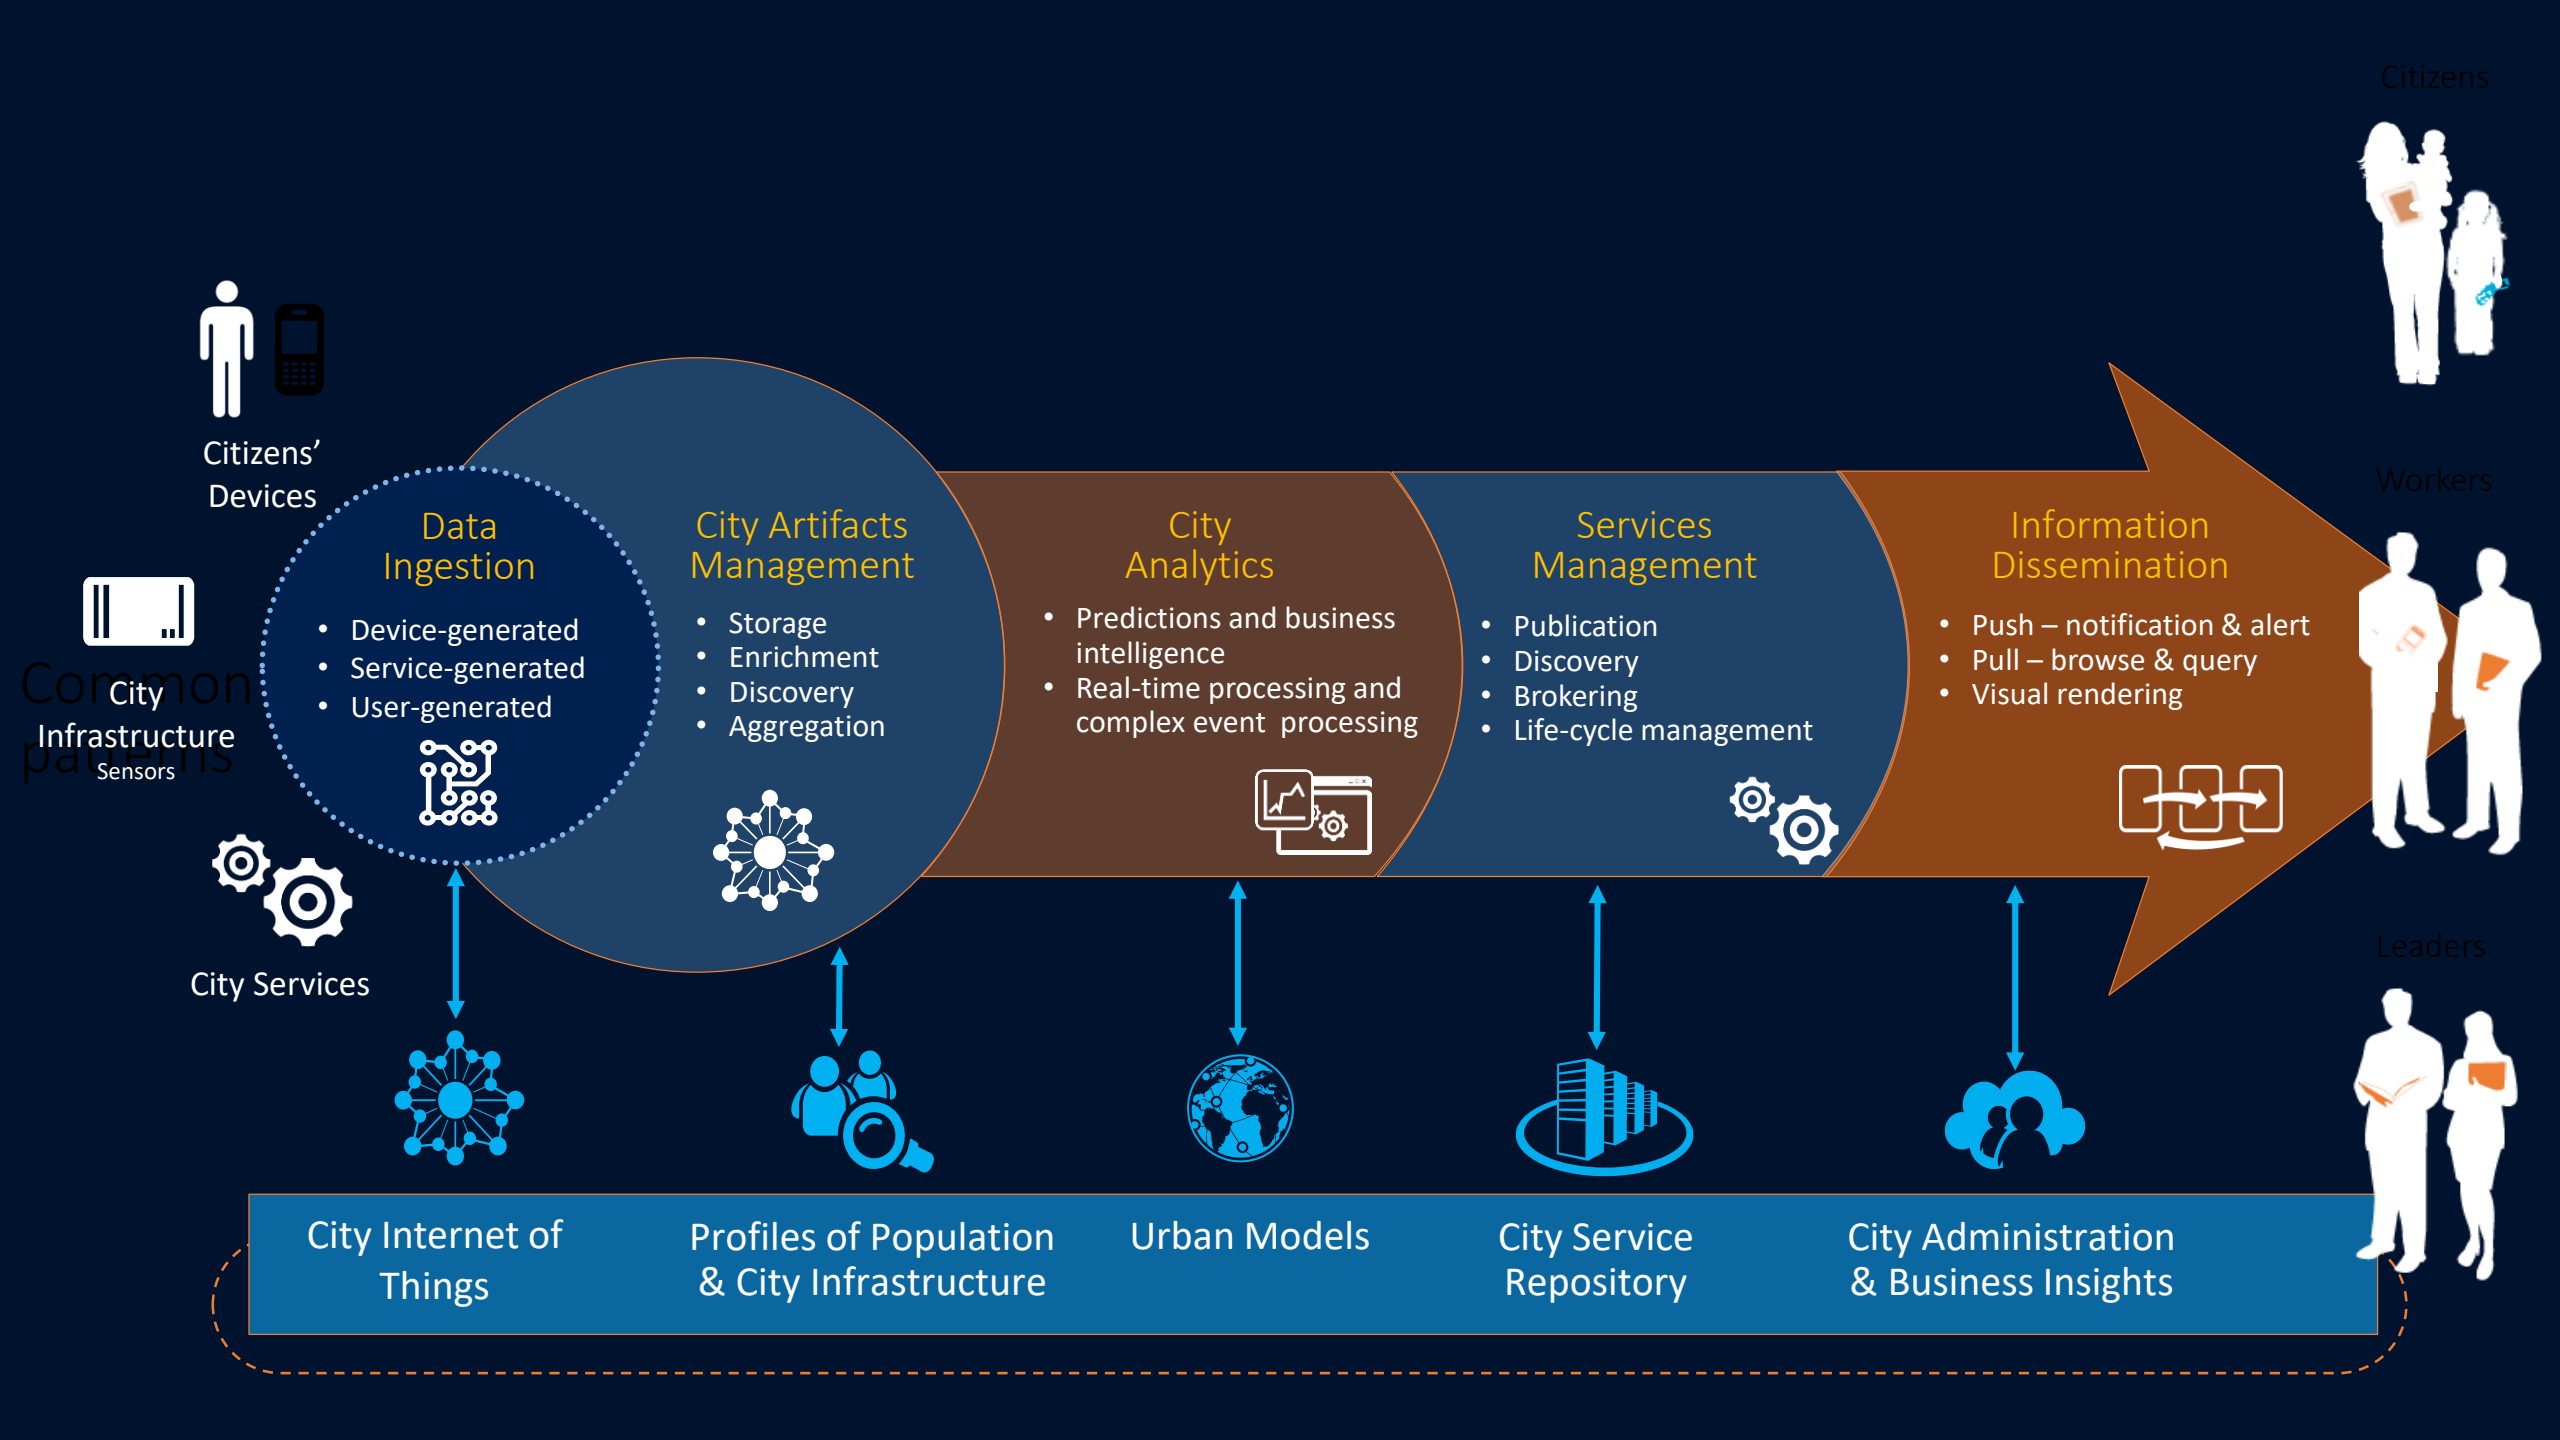 Common
patterns
Citizens’
Devices
City
Infrastructure
Sensors
City Services
Data
Ingestion
• Device-generated
• Service-generated
• User-generated
City Artifacts
Management
• Storage
• Enrichment
• Discovery
• Aggregation
City
Analytics
• Predictions and business
intelligence
• Real-time processing and
complex event  processing
Services
Management
• Publication
• Discovery
• Brokering
• Life-cycle management
Information
Dissemination
• Push – notification & alert
• Pull – browse & query
• Visual rendering
Citizens
Workers
Leaders
City Internet of
Things
Profiles of Population
& City Infrastructure
Urban Models
City Service
Repository
City Administration
& Business Insights